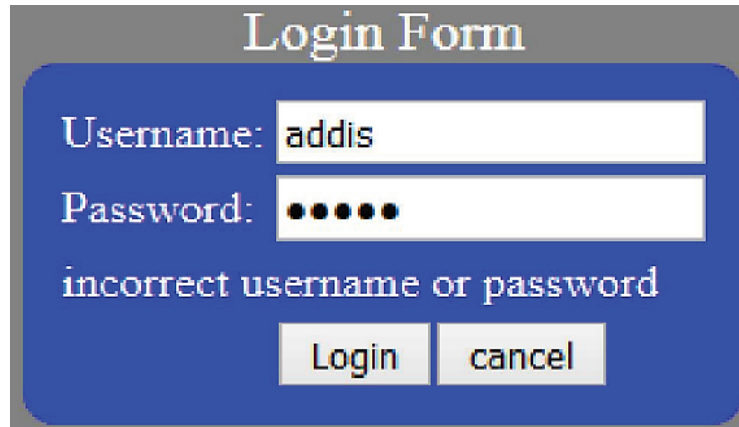 Login Form
Username: addis
Password: •••••
incorrect username or password
Login cancel